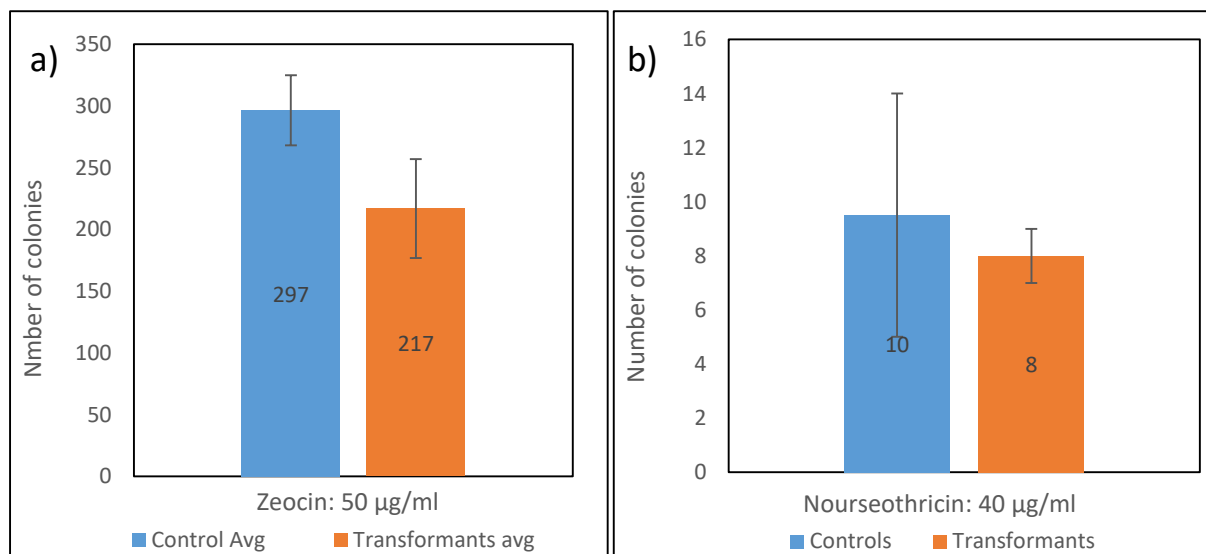 a)
Nmber of colonies
350
300
250
200
150
100
50
0
297
217
Zeocin: 50 µg/ml
Control Avg Transformants avg
b)
Number of colonies
16
14
12
10
8
6
4
2
0
10
8
Nourseothricin: 40 µg/ml
Controls Transformants